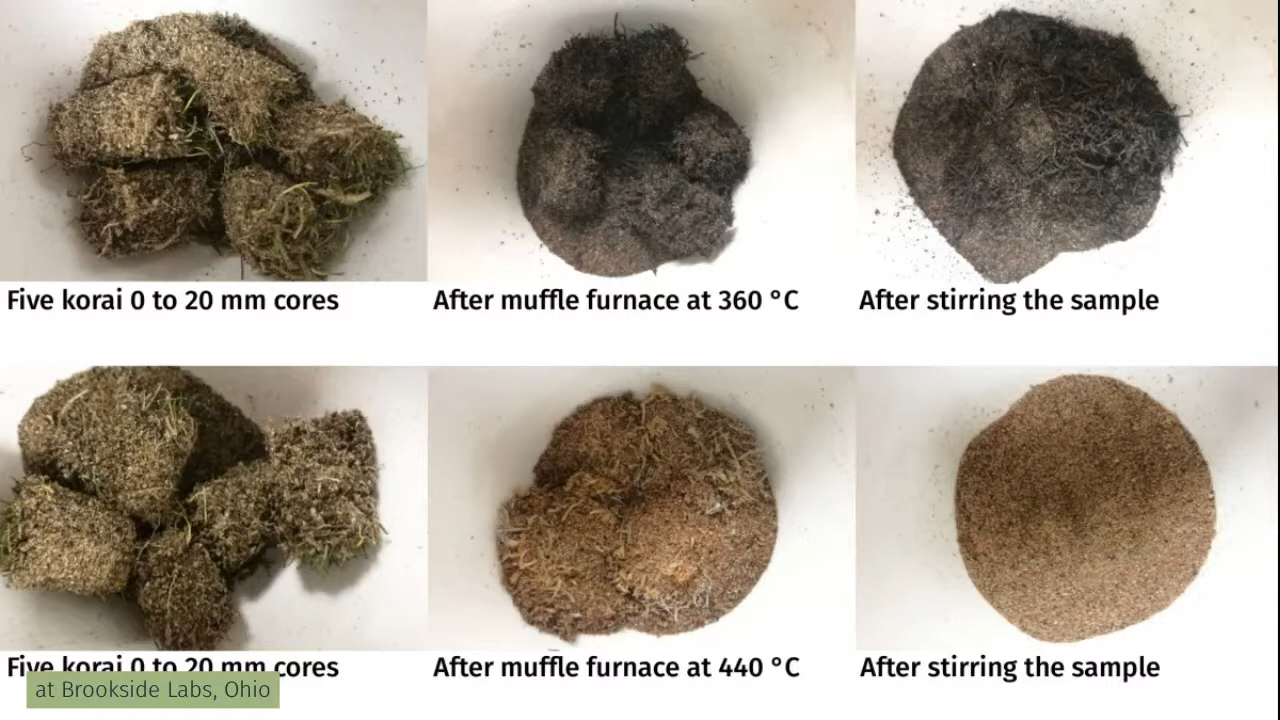 Five korai 0 to 20 mm cores
After muffle furnace at 360 °C
After stirring the sample
Five korai 0 to 20 mm cores
After muffle furnace at 440 °C
After stirring the sample
at Brookside Labs, Ohio